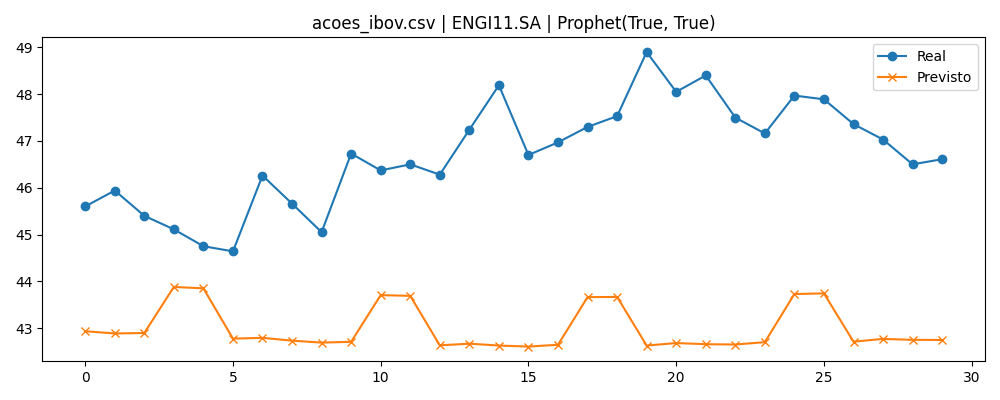 acoes_ibov.csv | ENGI11.SA | Prophet(True, True)
Real
Previsto
49
48
47
46
45
44
43
0 5 10 15 20 25 30